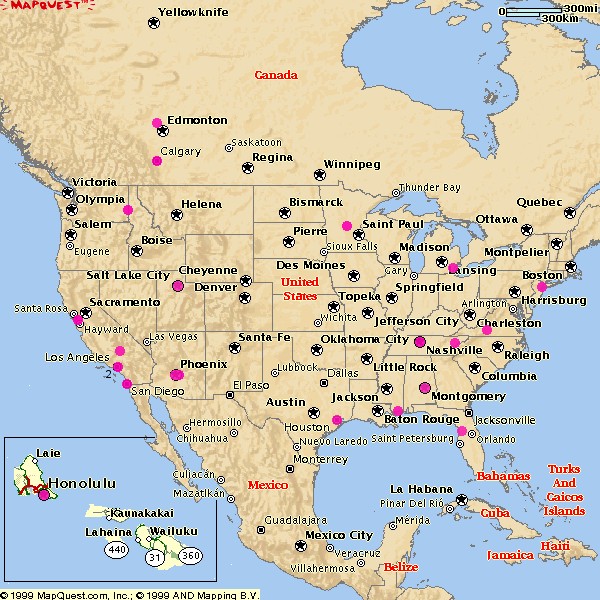 MAPQUEST
Yellowknife
0 300mi
300km
Canada
Edmonton
Saskatoon
Calgary
Regina
Winnipeg
Victoria
Thunder Bay
Olympia
Helena
Bismarck
Quebec
Salem
Saint Paul
Ottawa
Eugene
Boise
Pierre
Madison
Montpelier
Sioux Falls
Salt Lake City
Cheyenne
Des Moines
Gary
Lansing
Boston
Denver
United
States
Springfield
Harrisburg
Santa Rosa
Sacramento
Topeka
Arlington
Hayward
Wichita
Jefferson City
Charleston
Las Vegas
Santa Fe
Oklahoma City
Nashville
Raleigh
Los Angeles
Phoenix
Lubbock
Little Rock
.2
San Diego
El Paso
Dallas
Columbia
Jackson
Montgomery
Austin
Baton Rouge
Jacksonville
Houston
Hermosillo
Chihuahua
Saint Petersburg
Orlando
Nuevo Laredo
Laie
Monterrey
Honolulu
Culiacán
Mexico
Bahamas
Turks
And
Caicos
Islands
Mazatlkan
La Habana
Pinar Del Rió
Kaunakakai
Cuba
Lahaina
Wailuku
Guadalajara
Mérida
440
31
360
Mexico City
Veracruz
Jamaica
Haiti
Villahermosa
Belize
© 1999 MapQuest.com, Inc.; © 1999 AND Mapping B.V.